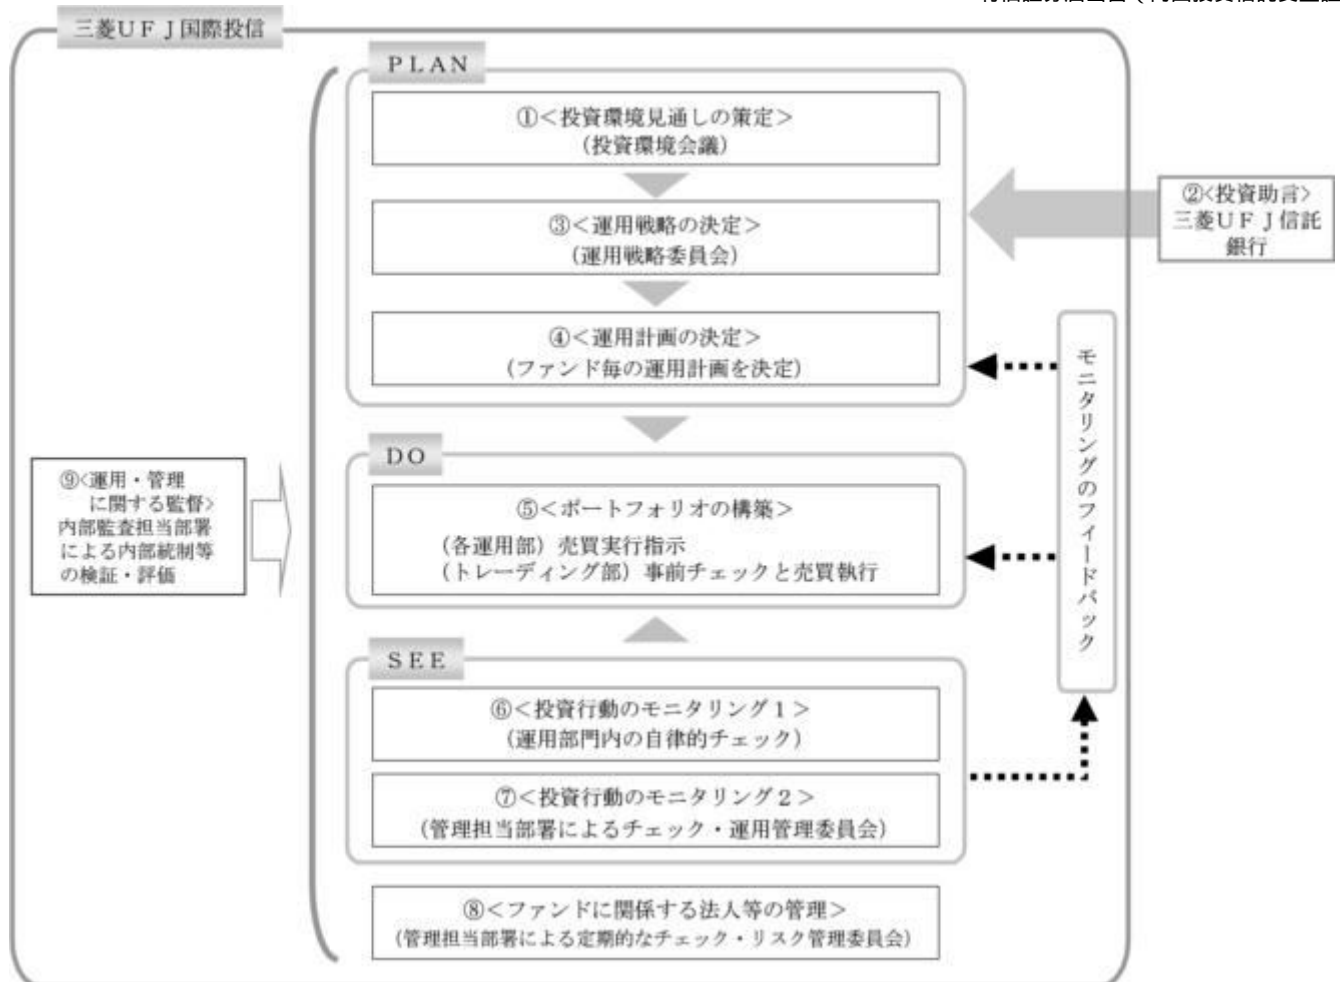 三菱UFJ国際投信
PLAN
①<投資環境見通しの策定>
(投資環境会議)
②<投資助言>
三菱UFJ信託
銀行
③<運用戦略の決定>
(運用戦略委員会)
④<運用計画の決定>
(ファンド毎の運用計画を決定)
モニタリングのフィードバック
DO
⑤<ポートフォリオの構築>
(各運用部)売買実行指示
(トレーディング部)事前チェックと売買執行
⑨<運用・管理
に関する監督>
内部監査担当部署
による内部統制等
の検証・評価
SEE
⑥<投資行動のモニタリング1>
(運用部門内の自律的チェック)
⑦<投資行動のモニタリング2>
(管理担当部署によるチェック・運用管理委員会)
⑧<ファンドに関係する法人等の管理>
(管理担当部署による定期的なチェック・リスク管理委員会)